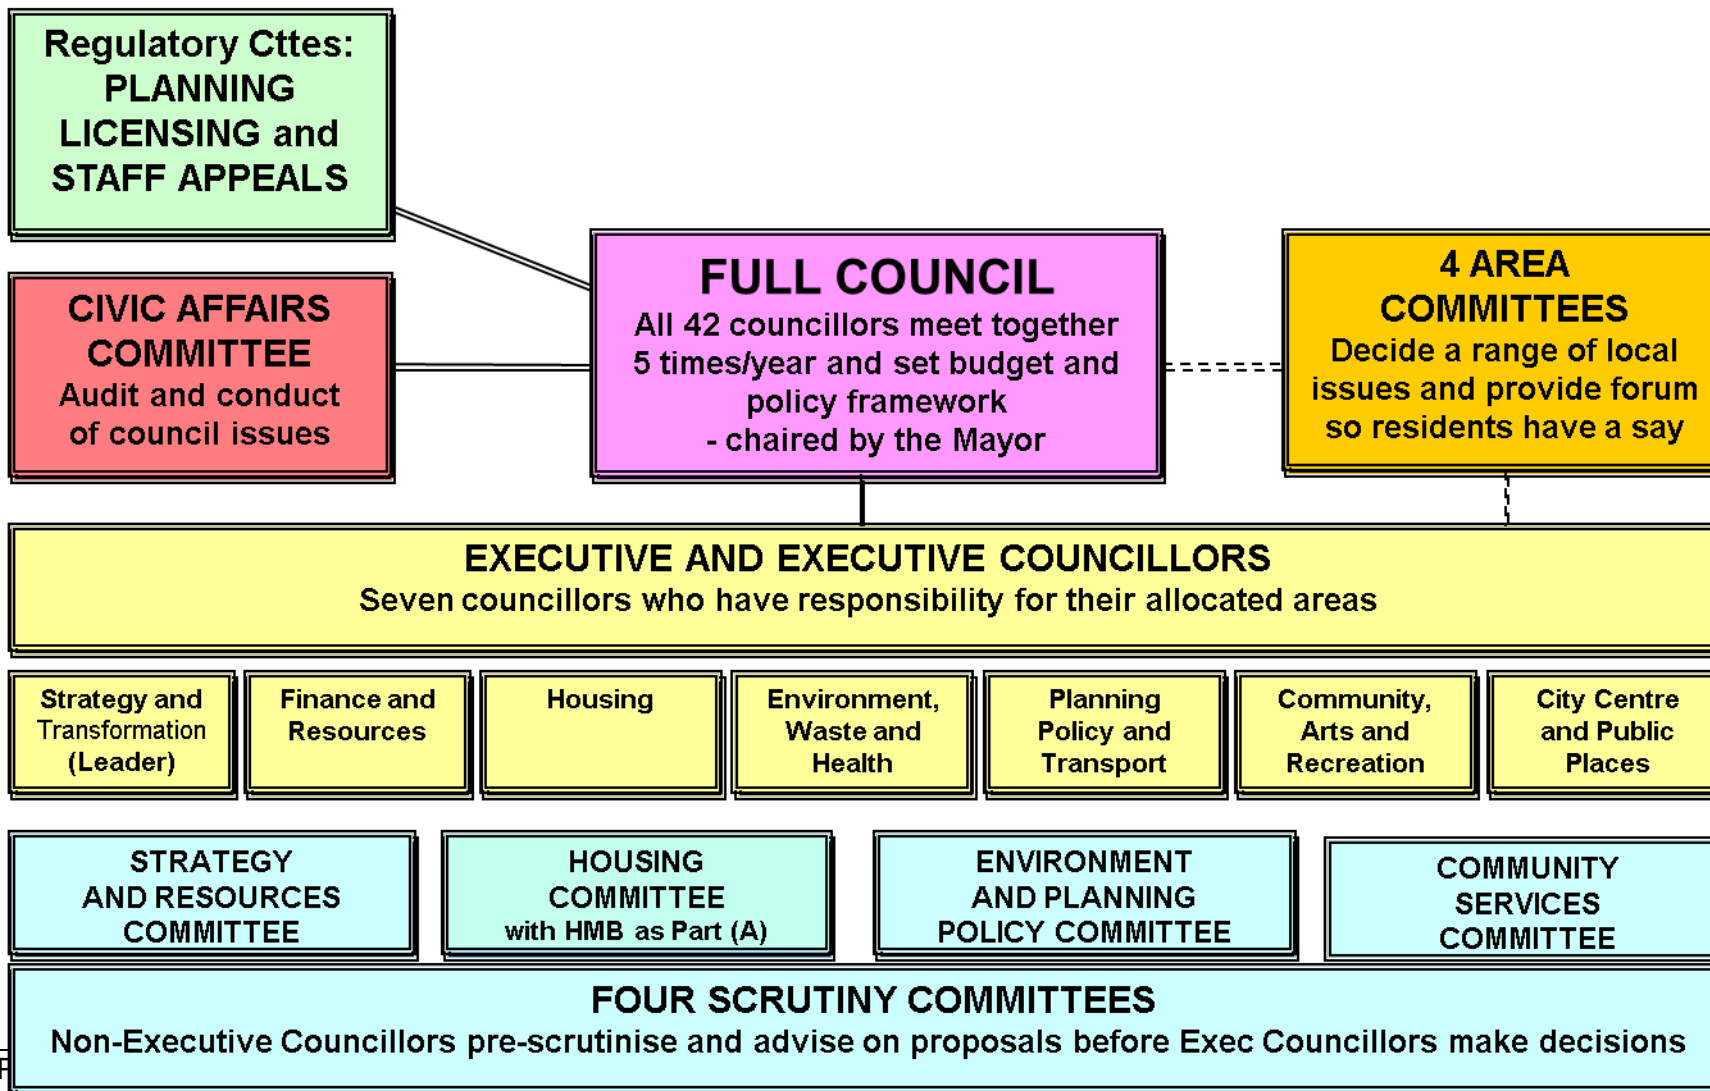 Regulatory Cttes:
PLANNING
LICENSING and
STAFF APPEALS
CIVIC AFFAIRS
COMMITTEE
Audit and conduct
of council issues
FULL COUNCIL
All 42 councillors meet together
5 times/year and set budget and
policy framework
- chaired by the Mayor
4 AREA
COMMITTEES
Decide a range of local
issues and provide forum
so residents have a say
EXECUTIVE AND EXECUTIVE COUNCILLORS
Seven councillors who have responsibility for their allocated areas
Strategy and
Transformation
(Leader)
Finance and
Resources
Housing
Environment,
Waste and
Health
Planning
Policy and
Transport
Community,
Arts and
Recreation
City Centre
and Public
Places
STRATEGY
AND RESOURCES
COMMITTEE
HOUSING
COMMITTEE
with HMB as Part (A)
ENVIRONMENT
AND PLANNING
POLICY COMMITTEE
COMMUNITY
SERVICES
COMMITTEE
FOUR SCRUTINY COMMITTEES
Non-Executive Councillors pre-scrutinise and advise on proposals before Exec Councillors make decisions